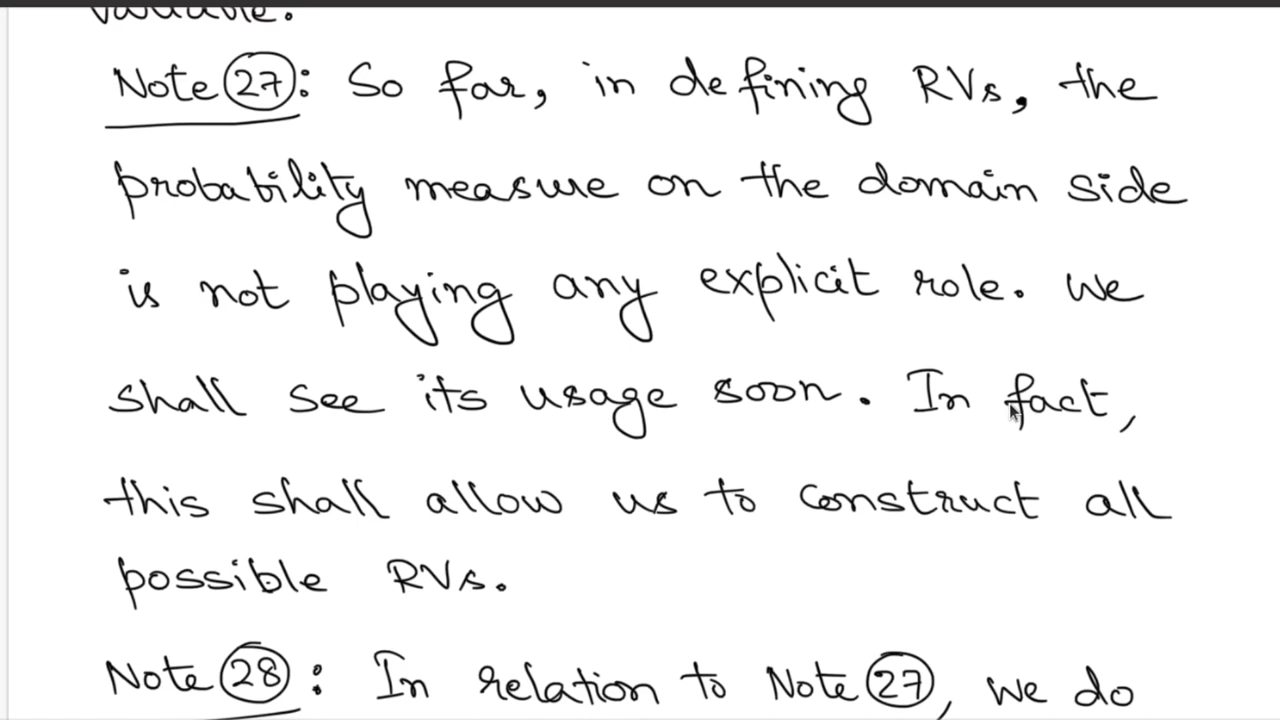 variable.
Note 27: So far, in defining RVs, the
probability measure on the domain side
is not playing any explicit role. We
shall see its usage soon. In fact,
this shall allow us to construct all
possible RVs.
Note 28: In relation to Note 27, we do